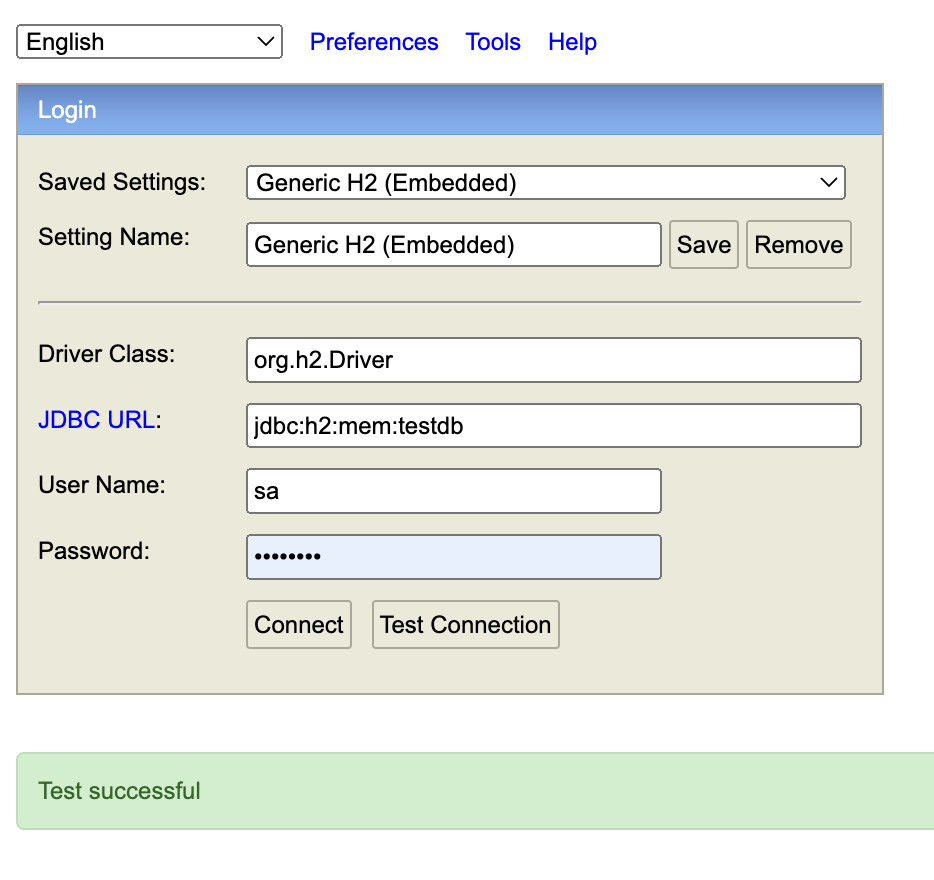 English Preferences Tools Help
Login
Saved Settings: Generic H2 (Embedded)
Setting Name: Generic H2 (Embedded) Save Remove
Driver Class: org.h2.Driver
JDBC URL: jdbc:h2:mem:testdb
User Name: sa
Password: ••••••••
Connect Test Connection
Test successful